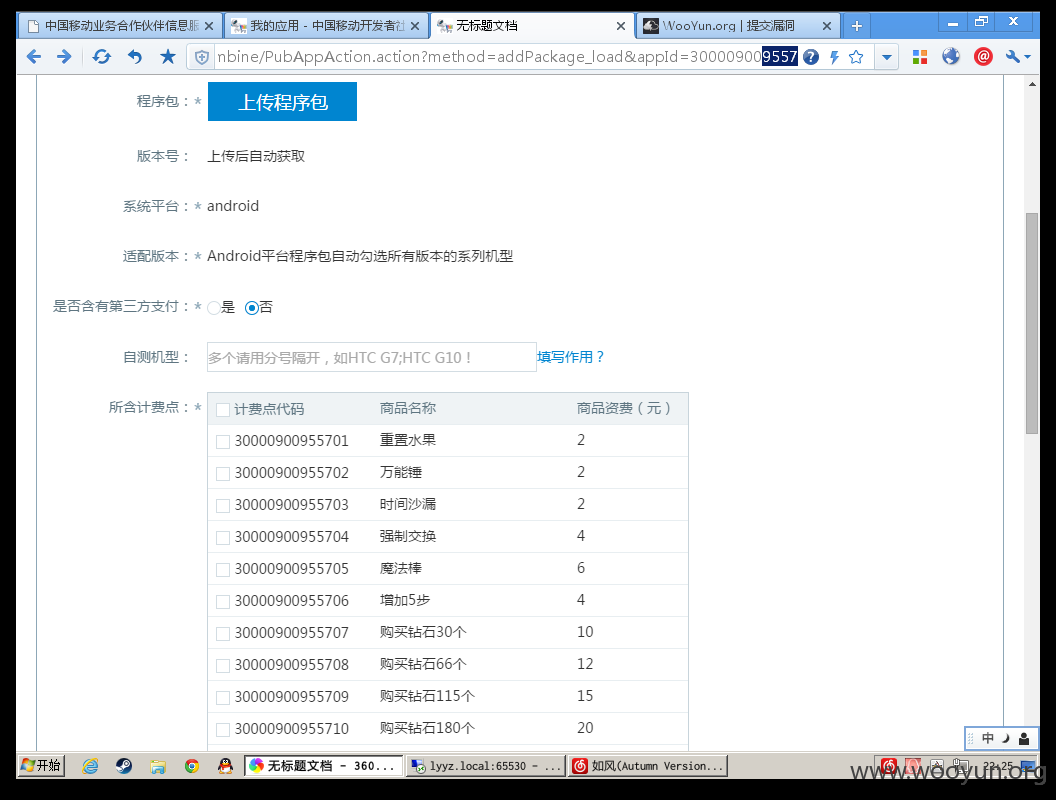 中国移动业务合作伙伴信息服
我的应用 - 中国移动开发者社
无标题文档
WooYun.org | 提交漏洞
nbine/PubAppAction.action?method=addPackage_load&appId=300009009557
程序包：* 上传程序包
版本号： 上传后自动获取
系统平台：* android
适配版本：* Android平台程序包自动勾选所有版本的系列机型
是否含有第三方支付：* 是 否
自测机型： 多个请用分号隔开，如HTC G7;HTC G10！ 填写作用？
所含计费点：* 计费点代码 商品名称 商品资费（元）
30000900955701 重置水果 2
30000900955702 万能锤 2
30000900955703 时间沙漏 2
30000900955704 强制交换 4
30000900955705 魔法棒 6
30000900955706 增加5步 4
30000900955707 购买钻石30个 10
30000900955708 购买钻石66个 12
30000900955709 购买钻石115个 15
30000900955710 购买钻石180个 20
中
开始 无标题文档 - 360... lyyz.local:65530 - ... 如风(Autumn Version... 22:25
www.wooyun.org